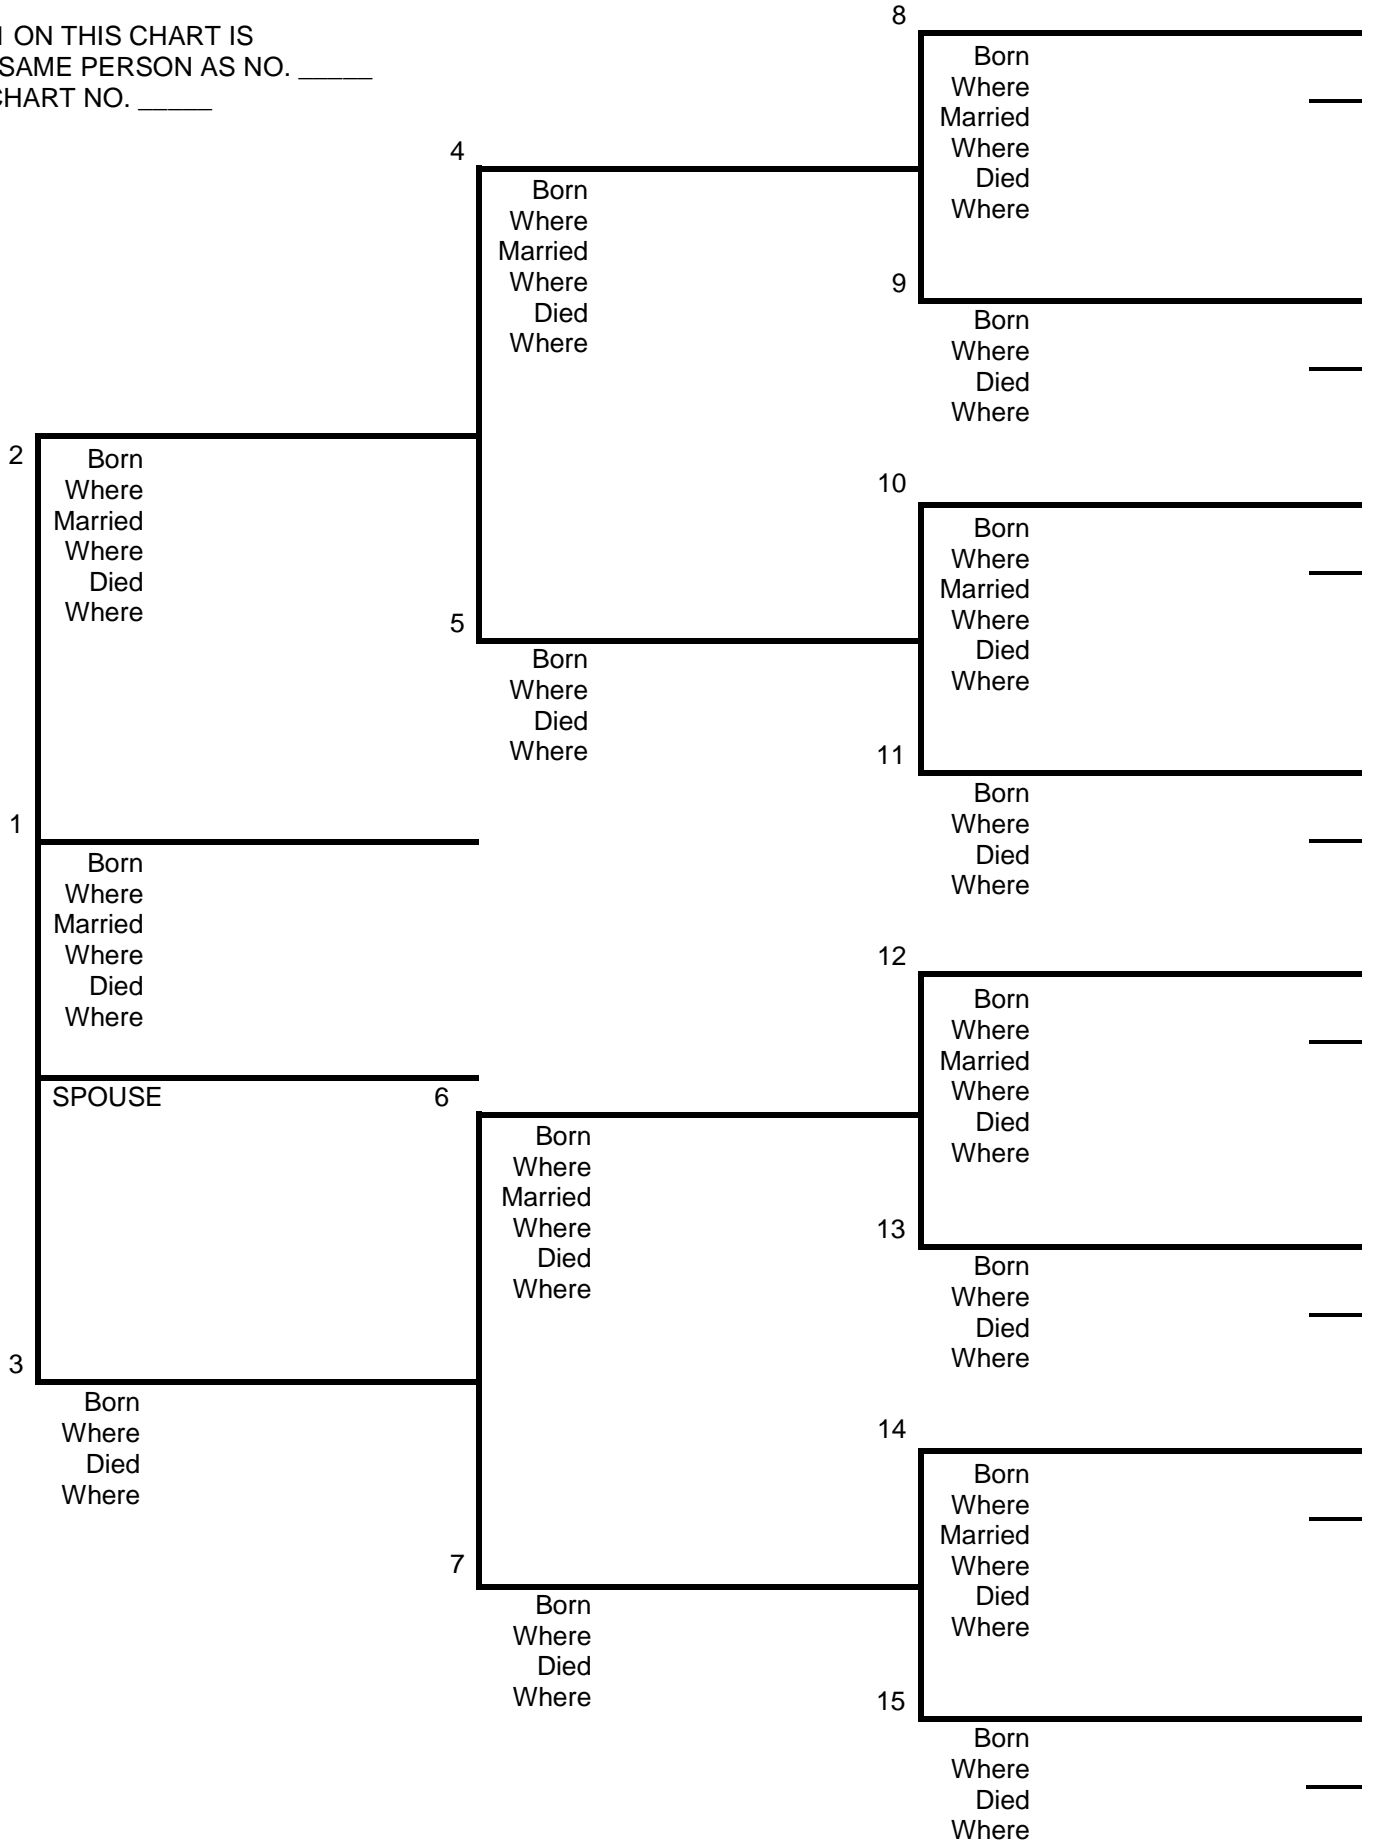 1 ON THIS CHART IS
SAME PERSON AS NO. _____
CHART NO. _____
2
Born
Where
Married
Where
Died
Where
1
Born
Where
Married
Where
Died
Where
SPOUSE
3
Born
Where
Died
Where
4
Born
Where
Married
Where
Died
Where
5
Born
Where
Died
Where
6
Born
Where
Married
Where
Died
Where
7
Born
Where
Died
Where
8
Born
Where
Married
Where
Died
Where
9
Born
Where
Died
Where
10
Born
Where
Married
Where
Died
Where
11
Born
Where
Died
Where
12
Born
Where
Married
Where
Died
Where
13
Born
Where
Died
Where
14
Born
Where
Married
Where
Died
Where
15
Born
Where
Died
Where